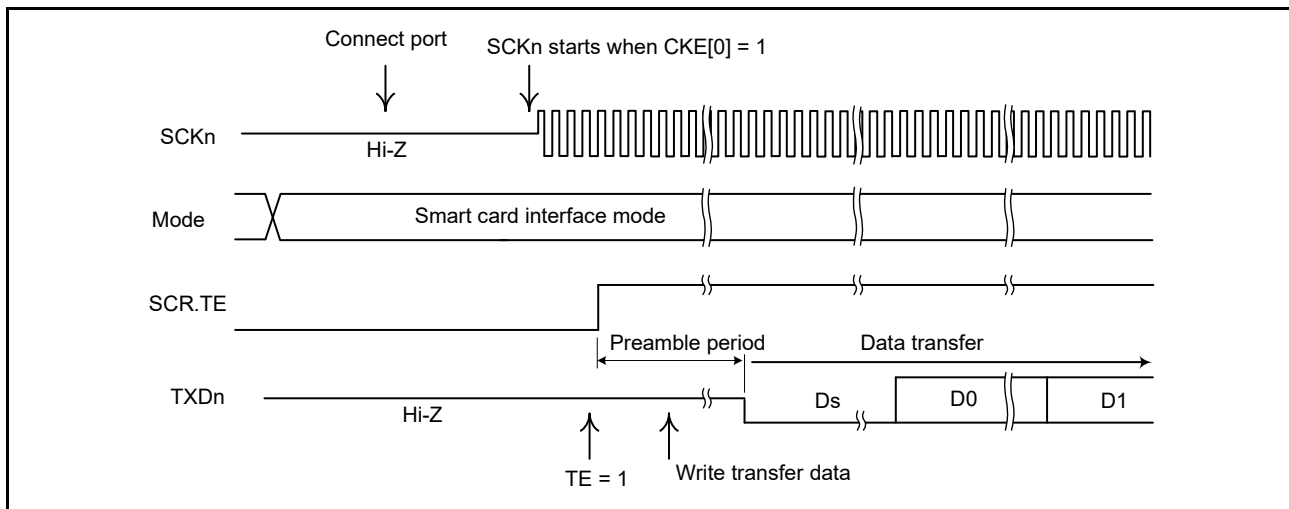 Connect port
SCKn starts when CKE[0] = 1
SCKn
Hi-Z
Mode
Smart card interface mode
SCR.TE
Preamble period
Data transfer
TXDn
Hi-Z
Ds
D0
D1
TE = 1
Write transfer data